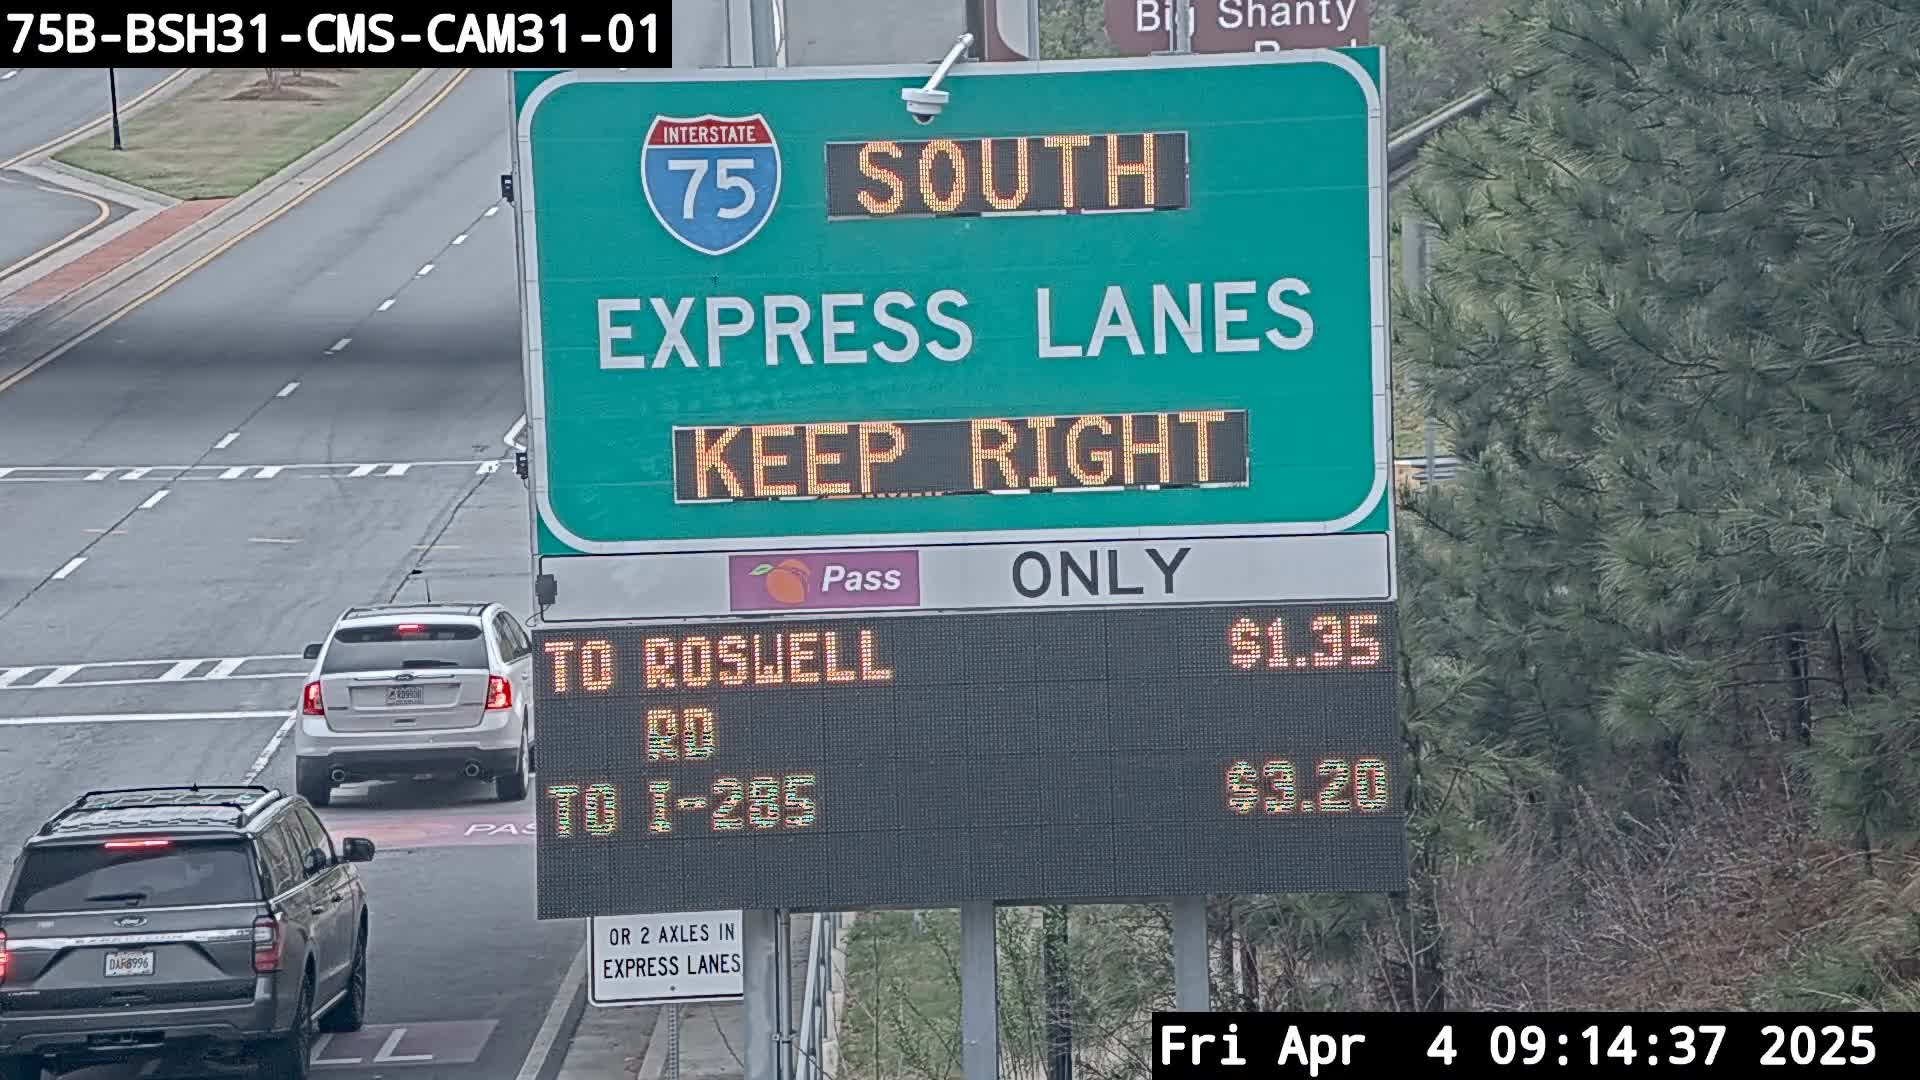 75B-BSH31-CMS-CAM31-01
Big Shanty
INTERSTATE
75
SOUTH
EXPRESS LANES
KEEP RIGHT
Pass
ONLY
TO ROSWELL $1.35
RD
TO I-285 $3.20
PAS
OR 2 AXLES IN
EXPRESS LANES
Fri Apr 4 09:14:37 2025